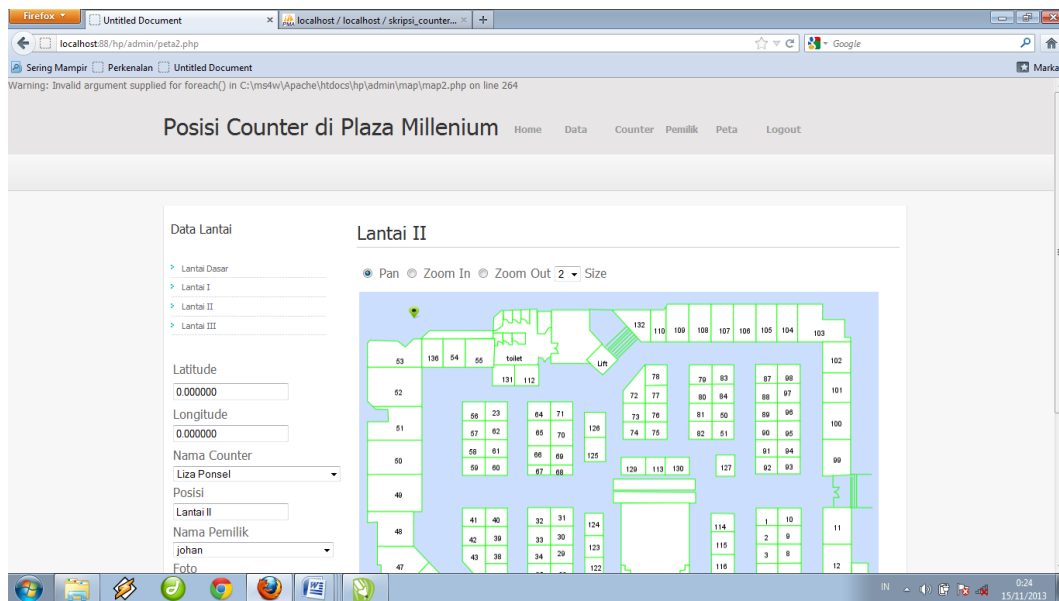 Firefox
Untitled Document
localhost / localhost / skripsi_counter...
localhost:88/hp/admin/peta2.php
Google
Sering Mampir Perkenalan Untitled Document
Marka
Warning: Invalid argument supplied for foreach() in C:\ms4w\Apache\htdocs\hp\admin\map\map2.php on line 264
Posisi Counter di Plaza Millenium Home Data Counter Pemilik Peta Logout
Data Lantai
Lantai Dasar
Lantai I
Lantai II
Lantai III
Latitude
0.000000
Longitude
0.000000
Nama Counter
Liza Ponsel
Posisi
Lantai II
Nama Pemilik
johan
Foto
Lantai II
Pan Zoom In Zoom Out 2 Size
132 110 109 108 107 106 105 104 103
53 136 54 55 toilet Lift 102
131 112 78 79 83 87 98
52 72 77 80 84 88 97 101
56 23 64 71 73 76 81 50 89 96
51 57 62 65 70 126 74 75 82 51 90 95 100
58 61 66 69 125 91 94
50 59 60 67 68 129 113 130 127 92 93 99
49
41 40 32 31 124 114 1 10 11
48 42 39 33 30 115 2 9
43 38 34 29 123 3 8
47 122 116 12
IN 0:24
15/11/2013